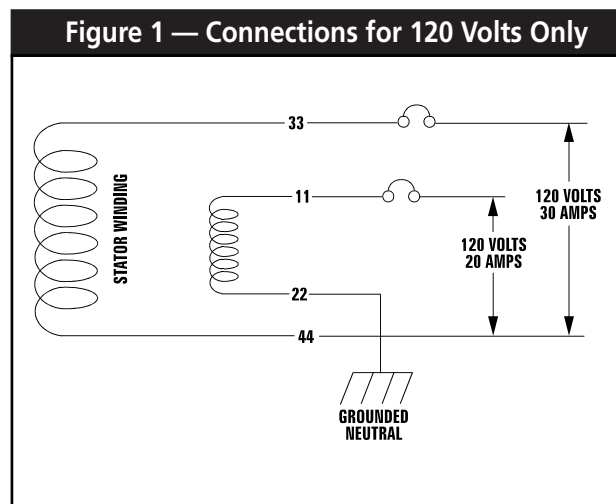 Figure 1 — Connections for 120 Volts Only
33
STATOR WINDING
11
120 VOLTS
30 AMPS
120 VOLTS
20 AMPS
22
44
GROUNDED
NEUTRAL